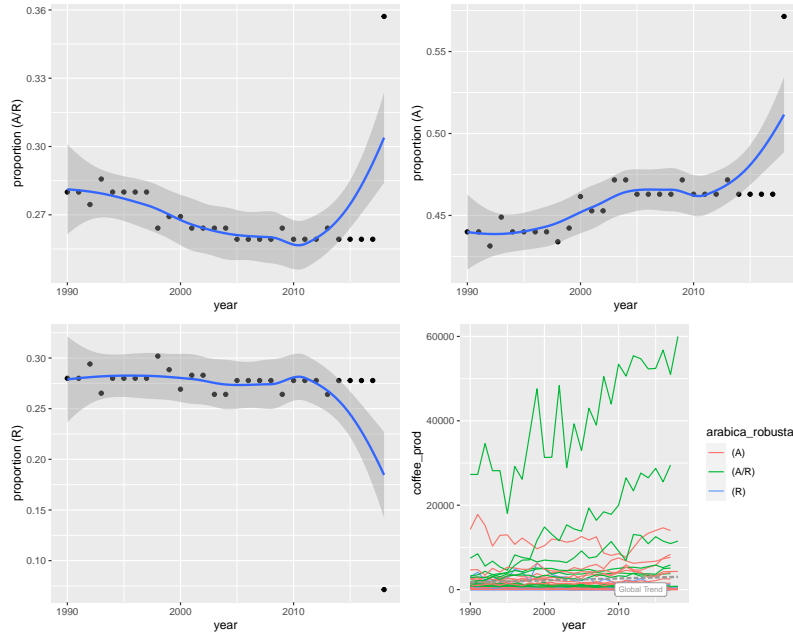 proportion (A/R)
0.36
0.33
0.30
0.27
1990
2000
2010
year
proportion (A)
0.55
0.50
0.45
1990
2000
2010
year
proportion (R)
0.30
0.25
0.20
0.15
0.10
1990
2000
2010
year
coffee_prod
60000
40000
20000
0
Global Trend
1990
2000
2010
year
arabica_robusta
(A)
(A/R)
(R)